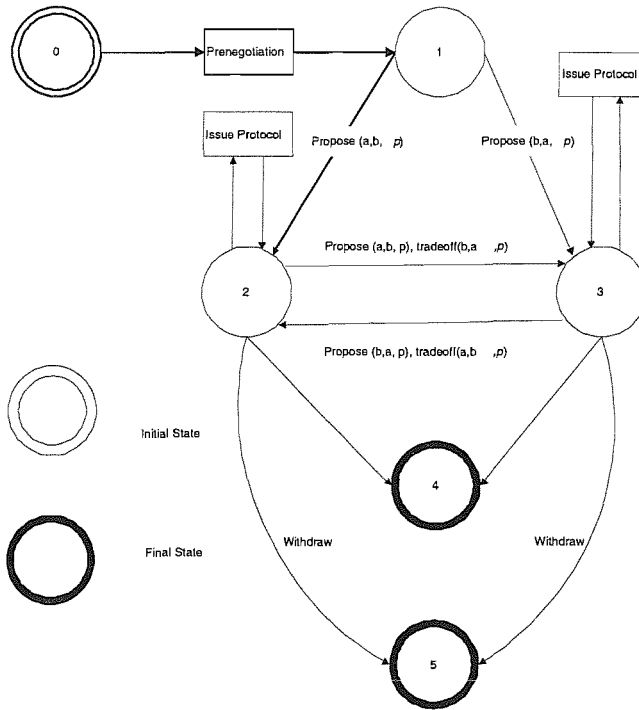 0
Prenegotiation
1
Issue Protocol
Issue Protocol
Propose (a,b, p)
Propose (b,a, p)
Propose (a,b, p), tradeoff(b,a ,p)
2
3
Propose (b,a, p), tradeoff(a,b ,p)
Initial State
4
Withdraw
Withdraw
Final State
5